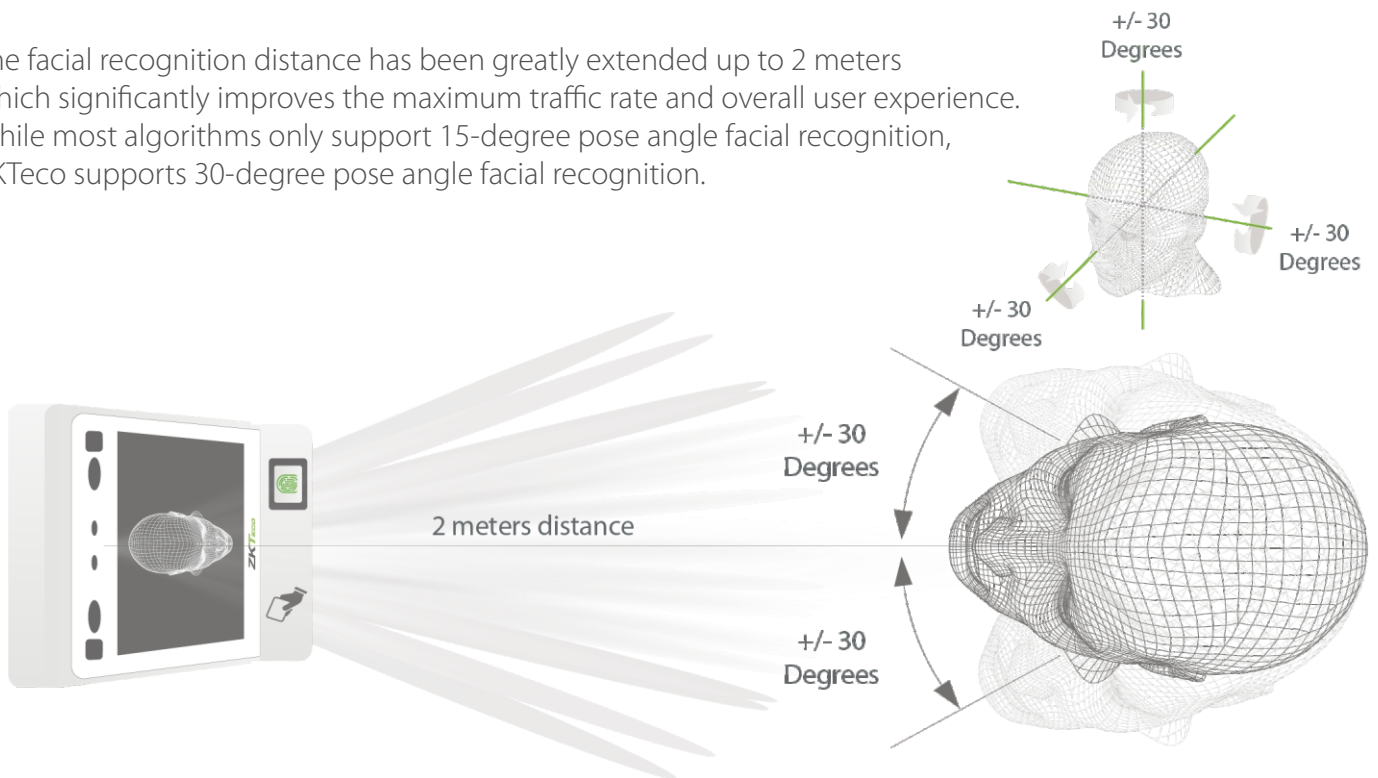 +/- 30
Degrees
he facial recognition distance has been greatly extended up to 2 meters
hich significantly improves the maximum traffic rate and overall user experience.
hile most algorithms only support 15-degree pose angle facial recognition,
KTeco supports 30-degree pose angle facial recognition.
+/- 30
Degrees
+/- 30
Degrees
+/- 30
Degrees
2 meters distance
ZKTeco
+/- 30
Degrees